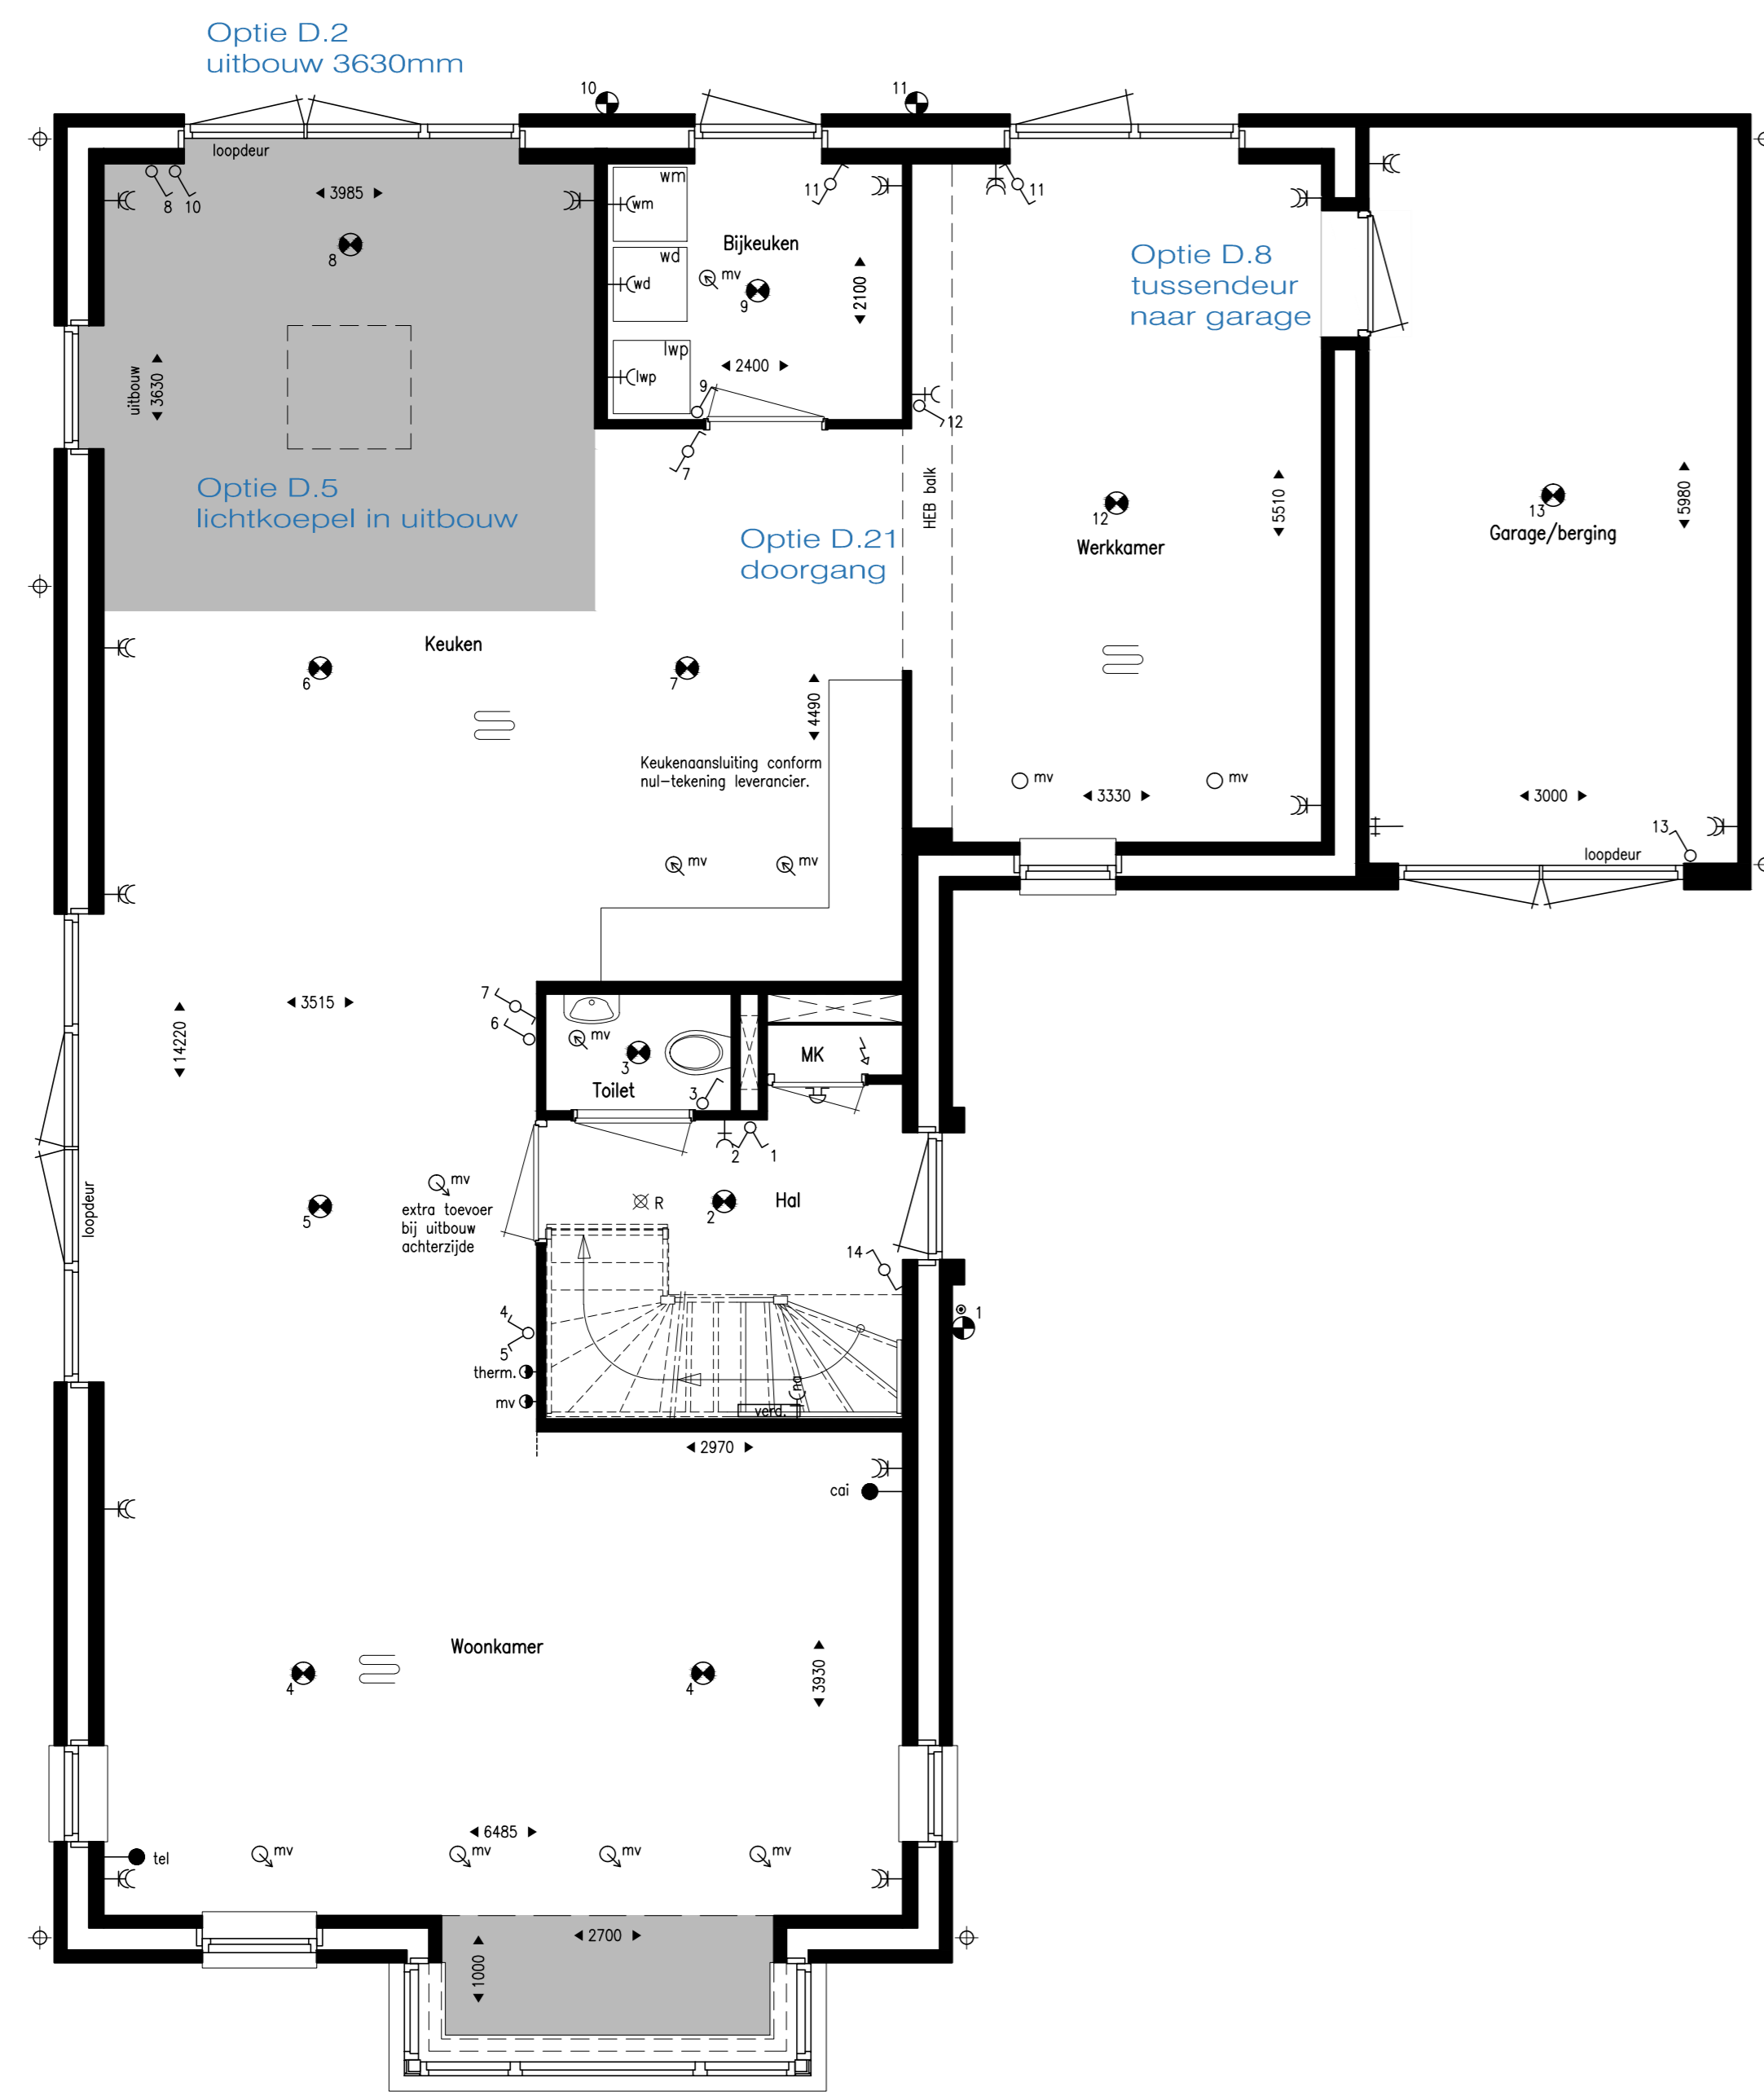 Optie D.2
uitbouw 3630mm
10
11
loopdeur
8
10
3985
8
wm
wm
wd
wd
lwp
lwp
Bijkeuken
mv
9
2100
2400
9
7
11
11
12
Optie D.8
tussendeur
naar garage
uitbouw
3630
Optie D.5
lichtkoepel in uitbouw
Optie D.21
doorgang
HEB balk
12
Werkkamer
5510
13
Garage/berging
5980
Keuken
6
7
4490
Keukenaansluiting conform
nul-tekening leverancier.
mv
mv
3330
3000
mv
mv
13
loopdeur
3515
14220
7
6
mv
3
Toilet
3
MK
2
1
loopdeur
5
mv
extra toevoer
bij uitbouw
achterzijde
R
2
Hal
14
1
4
5
therm.
mv
verd.
2970
cai
Woonkamer
4
4
3930
6485
tel
mv
mv
mv
mv
2700
1000